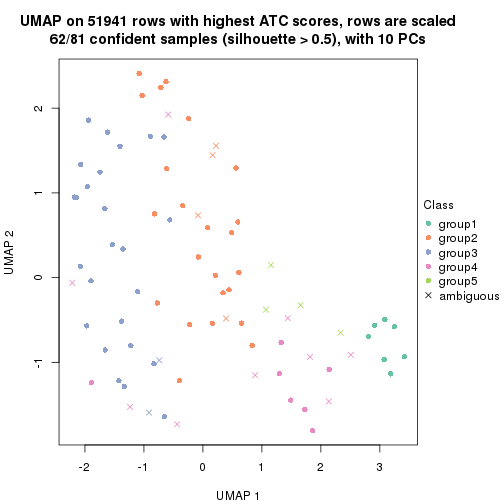 UMAP on 51941 rows with highest ATC scores, rows are scaled
62/81 confident samples (silhouette > 0.5), with 10 PCs
2
1
0
-1
UMAP 2
-2
-1
0
1
2
3
UMAP 1
Class
group1
group2
group3
group4
group5
ambiguous